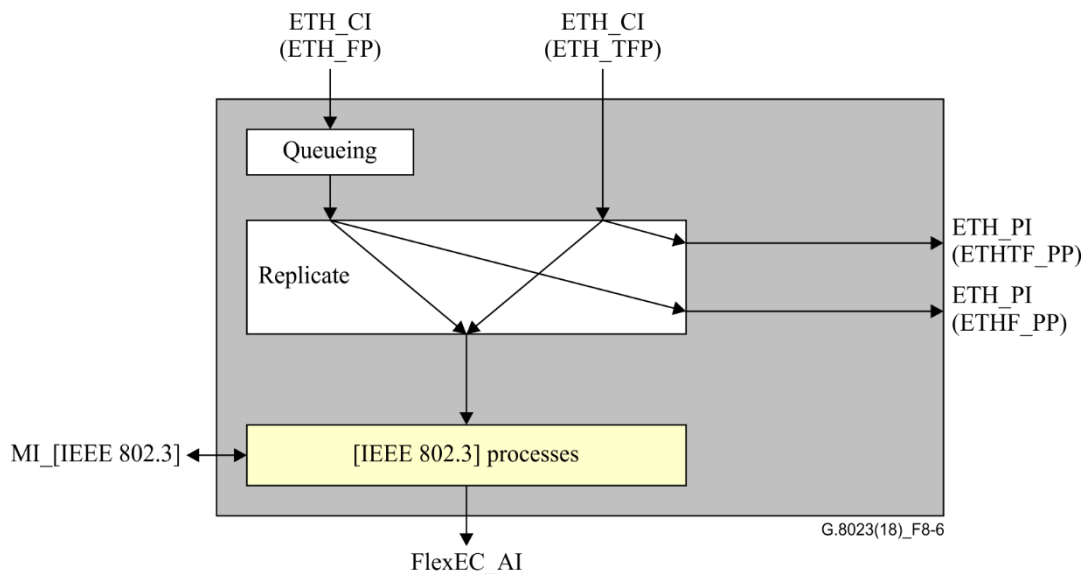 ETH_CI
(ETH_FP)
ETH_CI
(ETH_TFP)
Queueing
ETH_PI
(ETHTF_PP)
Replicate
ETH_PI
(ETHF_PP)
MI_[IEEE 802.3]
[IEEE 802.3] processes
G.8023(18)_F8-6
FlexEC_AI